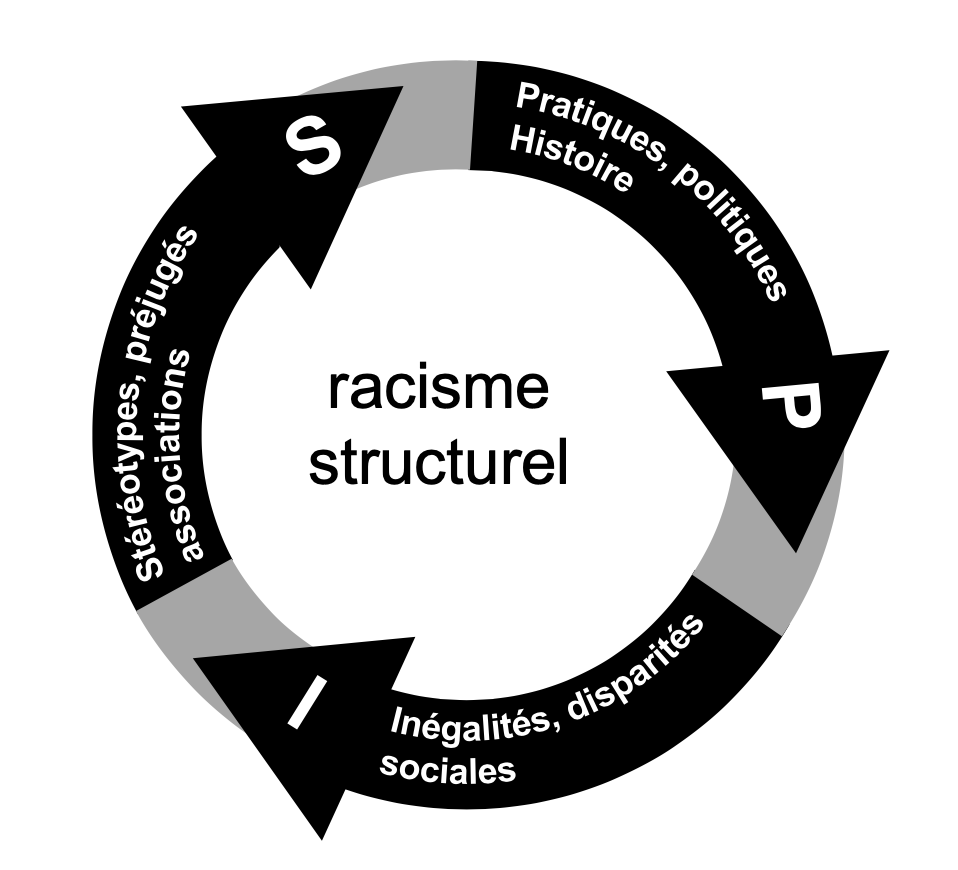 S
Pratiques, politiques
Histoire
P
Inégalités, disparités
sociales
I
Stéréotypes, préjugés
associations
racisme
structurel